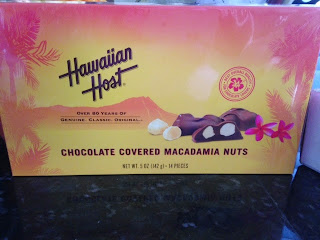 Hawaiian
Host
OVER 80 YEARS OF
GENUINE. CLASSIC. ORIGINAL.
CHOCOLATE COVERED MACADAMIA NUTS
NET WT. 5 OZ (142 g) • 14 PIECES